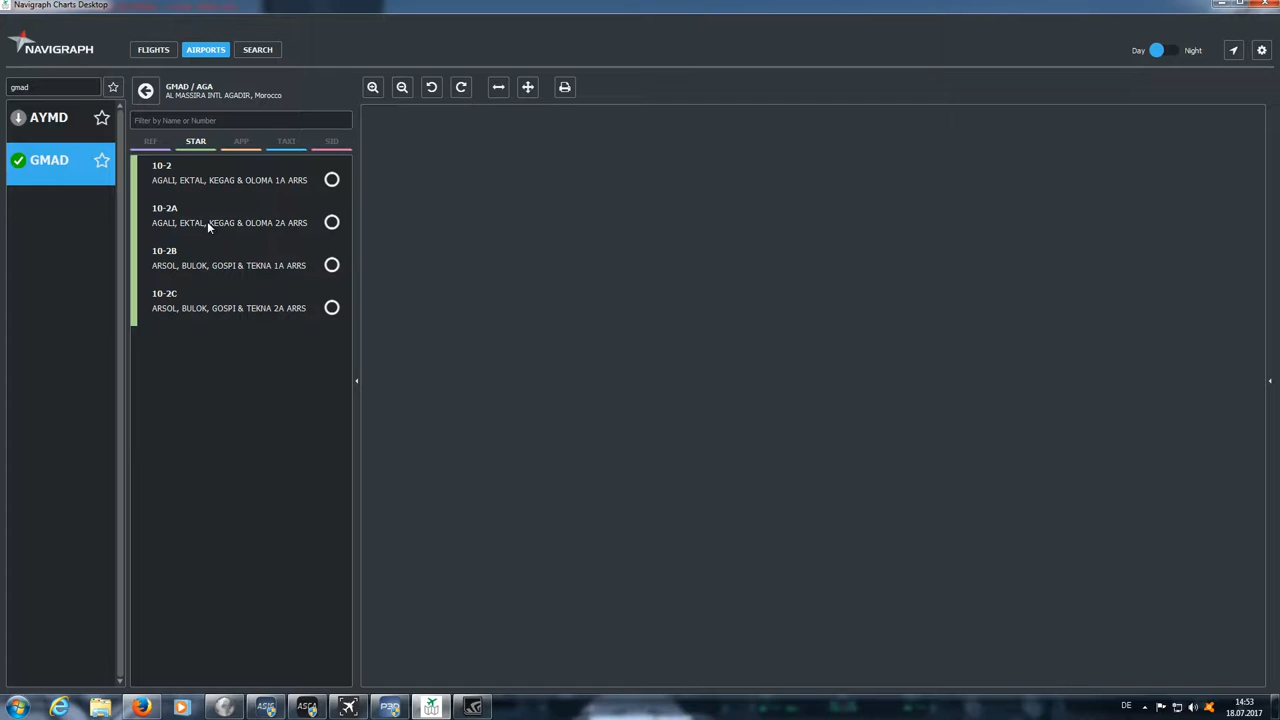 Navigraph Charts Desktop
NAVIGRAPH
FLIGHTS
AIRPORTS
SEARCH
Day
Night
gmad
GMAD / AGA
AL MASSIRA INTL AGADIR, Morocco
AYMD
GMAD
Filter by Name or Number
REF
STAR
APP
TAXI
SID
10-2
AGALI, EKTAL, KEGAG & OLOMA 1A ARRS
10-2A
AGALI, EKTAL, KEGAG & OLOMA 2A ARRS
10-2B
ARSOL, BULOK, GOSPI & TEKNA 1A ARRS
10-2C
ARSOL, BULOK, GOSPI & TEKNA 2A ARRS
ASCA
P3D
DE
14:53
18.07.2017